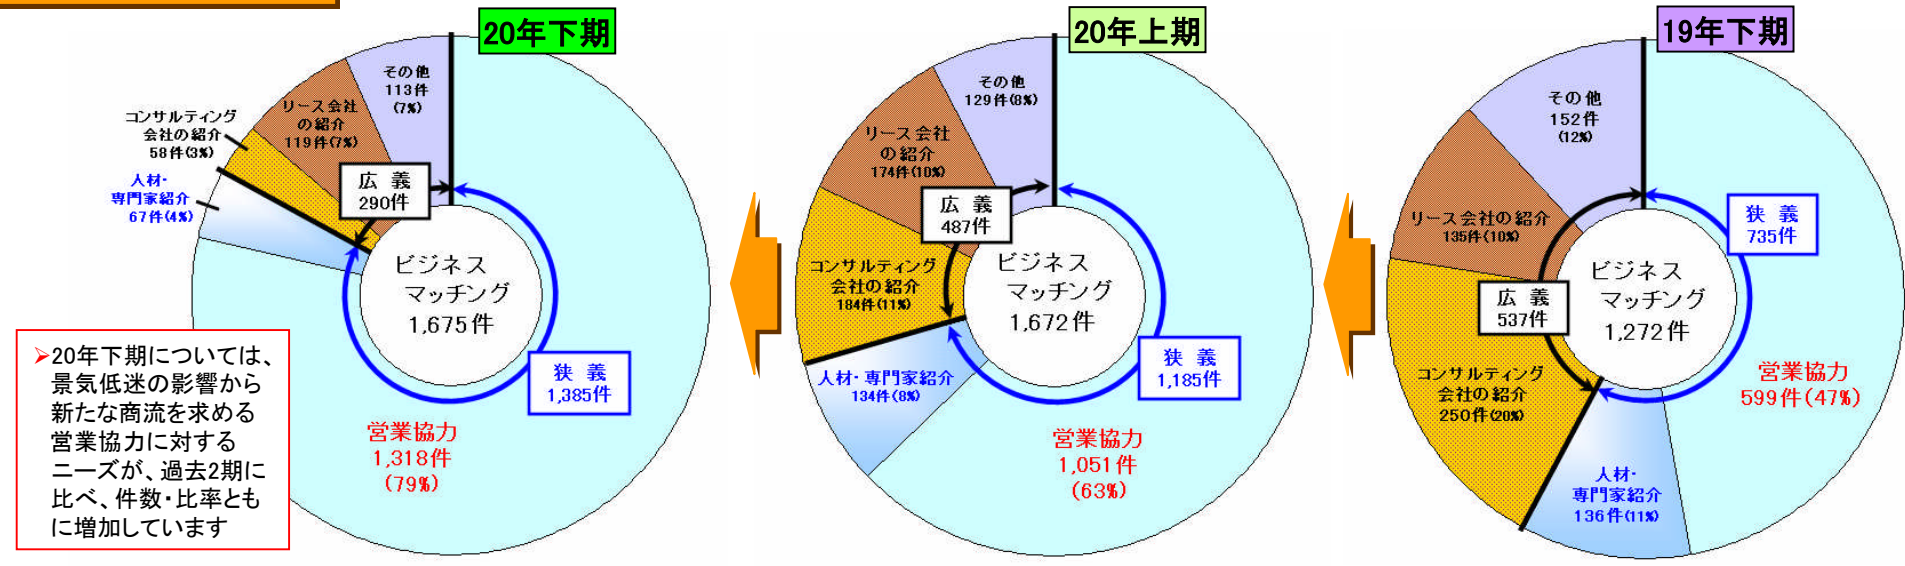 20年下期
その他
113件
(7%)
リース会社
の紹介
119件(7%)
コンサルティング
会社の紹介
58件(3%)
人材・
専門家紹介
67件(4%)
広 義
290件
ビジネス
マッチング
1,675件
狭 義
1,385件
営業協力
1,318件
(79%)
➢20年下期については、
景気低迷の影響から
新たな商流を求める
営業協力に対する
ニーズが、過去2期に
比べ、件数・比率とも
に増加しています
20年上期
その他
129件(8%)
リース会社
の紹介
174件(10%)
広 義
487件
コンサルティング
会社の紹介
184件(11%)
ビジネス
マッチング
1,672件
人材・専門家紹介
134件(8%)
狭 義
1,185件
営業協力
1,051件
(63%)
19年下期
その他
152件
(12%)
リース会社の紹介
135件(10%)
狭 義
735件
広 義
537件
ビジネス
マッチング
1,272件
コンサルティング
会社の紹介
250件(20%)
営業協力
599件(47%)
人材・
専門家紹介
136件(11%)